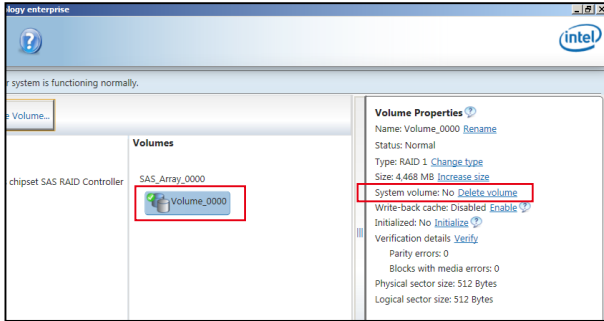 ology enterprise
intel
r system is functioning normally.
e Volume...
Volumes
chipset SAS RAID Controller
SAS_Array_0000
Volume_0000
Volume Properties
Name: Volume_0000 Rename
Status: Normal
Type: RAID 1 Change type
Size: 4,468 MB Increase size
System volume: No Delete volume
Write-back cache: Disabled Enable
Initialized: No Initialize
Verification details Verify
Parity errors: 0
Blocks with media errors: 0
Physical sector size: 512 Bytes
Logical sector size: 512 Bytes